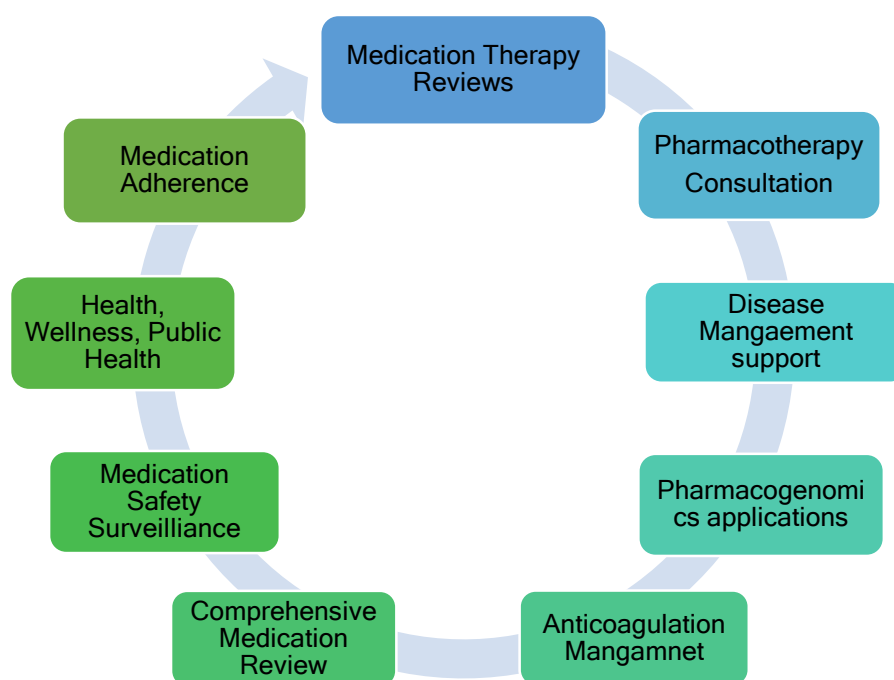 Medication Therapy
Reviews
Pharmacotherapy
Consultation
Disease
Mangaement
support
Pharmacogenomi
cs applications
Anticoagulation
Mangamnet
Comprehensive
Medication
Review
Medication
Safety
Surveilliance
Health,
Wellness, Public
Health
Medication
Adherence